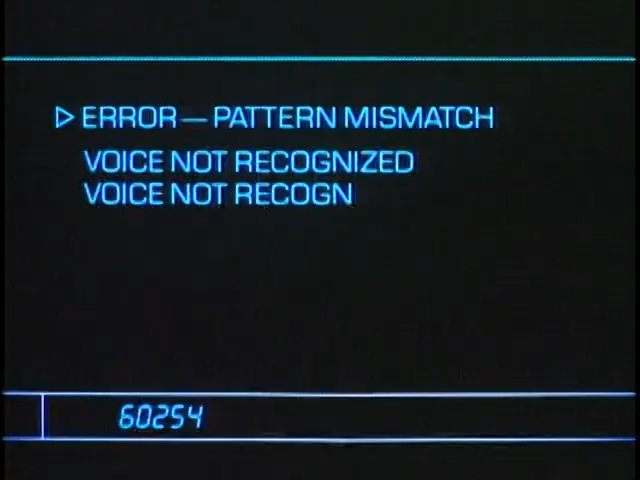 ERROR — PATTERN MISMATCH
VOICE NOT RECOGNIZED
VOICE NOT RECOGN
60254